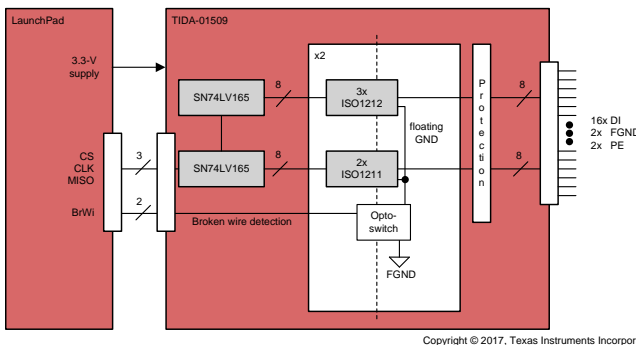 LaunchPad
TIDA-01509
3.3-V
supply
x2
8
SN74LV165
3x
ISO1212
8
floating
GND
Protection
16x DI
2x FGND
2x PE
CS
CLK
MISO
3
SN74LV165
8
2x
ISO1211
8
BrWi
2
Broken wire detection
Opto-
switch
FGND
Copyright © 2017, Texas Instruments Incorpor